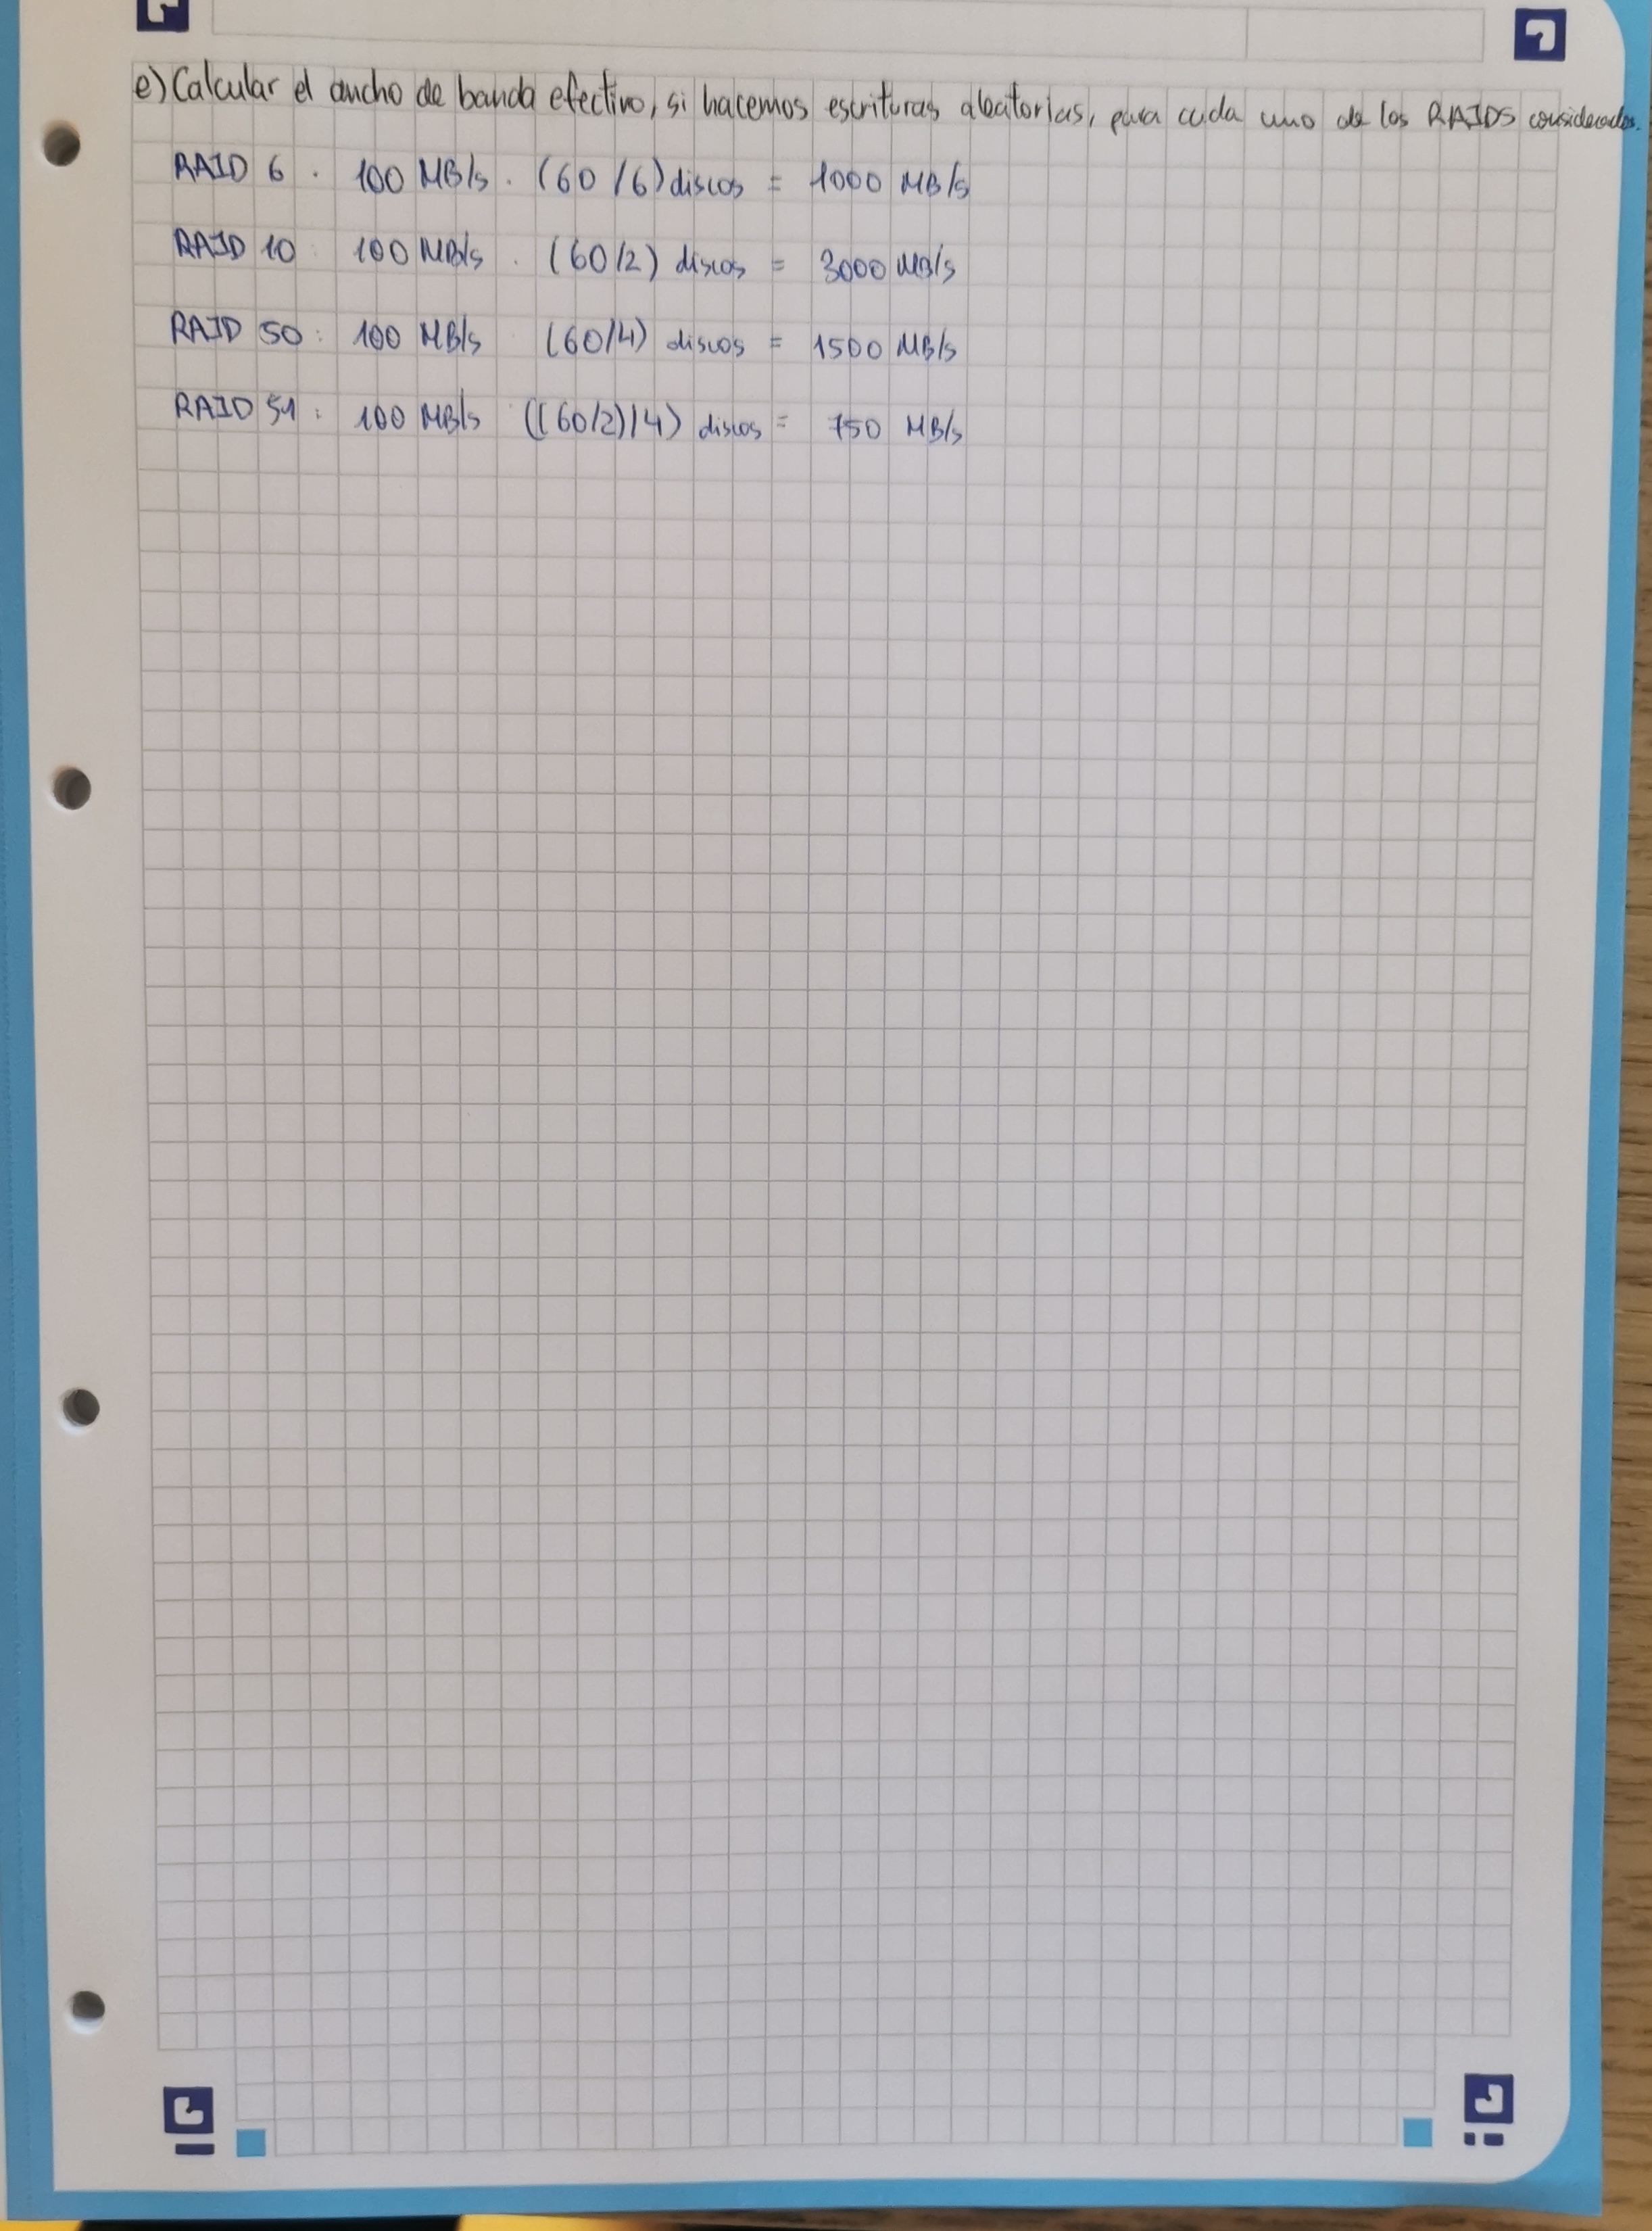 e) Calcular el ancho de banda efectivo, si hacemos escrituras aleatorias, para cada uno de los RAIDS considerados.
RAID 6 . 100 MB/s . (60/6) discos = 1000 MB/s
RAID 10 : 100 MB/s . (60/2) discos = 3000 MB/s
RAID 50 : 100 MB/s (60/4) discos = 1500 MB/s
RAID 51 : 100 MB/s ((60/2)/4) discos = 750 MB/s